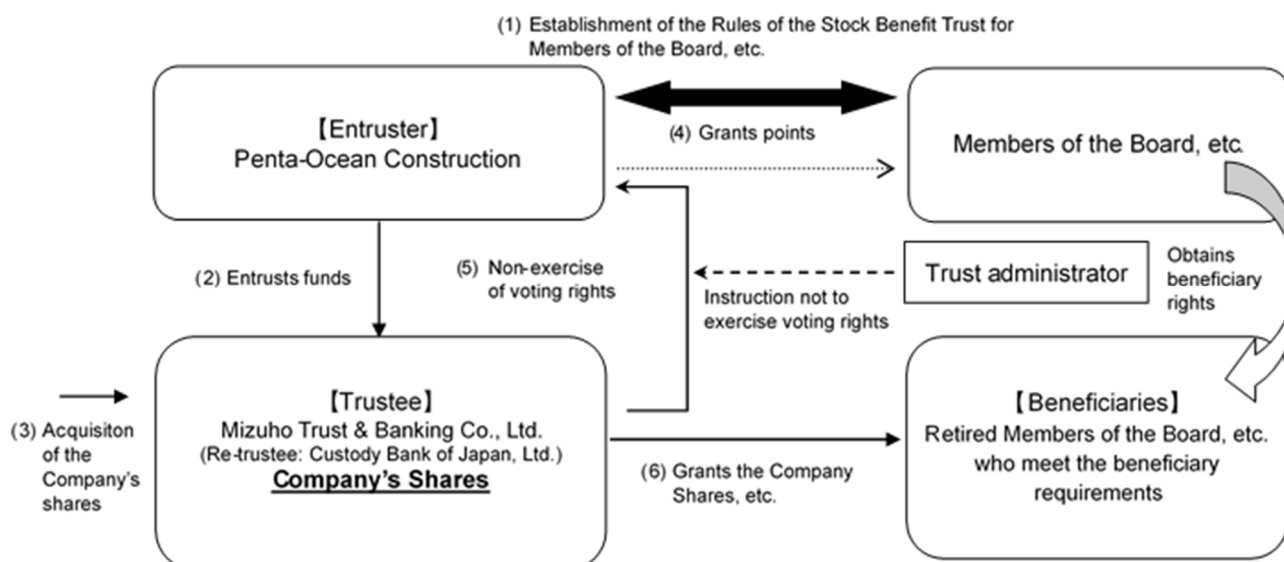 (1) Establishment of the Rules of the Stock Benefit Trust for
Members of the Board, etc.
【Entruster】
Penta-Ocean Construction
(4) Grants points
Members of the Board, etc.
(2) Entrusts funds
(5) Non-exercise
of voting rights
Instruction not to
exercise voting rights
Trust administrator
Obtains
beneficiary
rights
(3) Acquisiton
of the
Company's
shares
【Trustee】
Mizuho Trust & Banking Co., Ltd.
(Re-trustee: Custody Bank of Japan, Ltd.)
Company's Shares
(6) Grants the Company
Shares, etc.
【Beneficiaries】
Retired Members of the Board, etc.
who meet the beneficiary
requirements